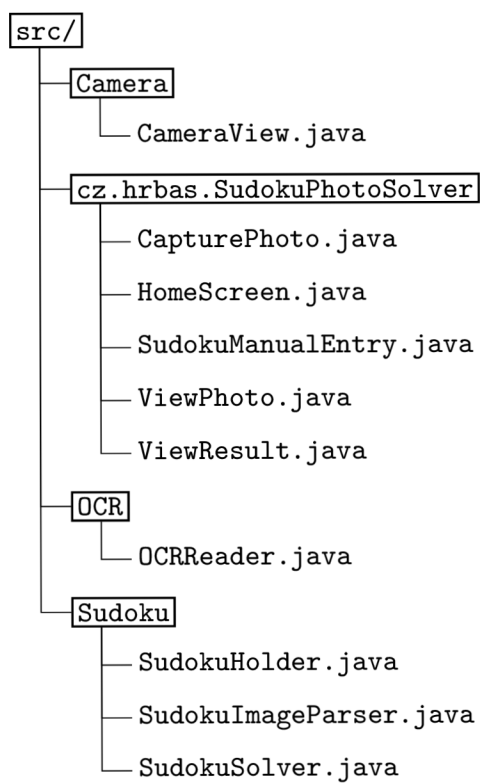 src/
Camera
CameraView.java
cz.hrbas.SudokuPhotoSolver
CapturePhoto.java
HomeScreen.java
SudokuManualEntry.java
ViewPhoto.java
ViewResult.java
OCR
OCRReader.java
Sudoku
SudokuHolder.java
SudokuImageParser.java
SudokuSolver.java